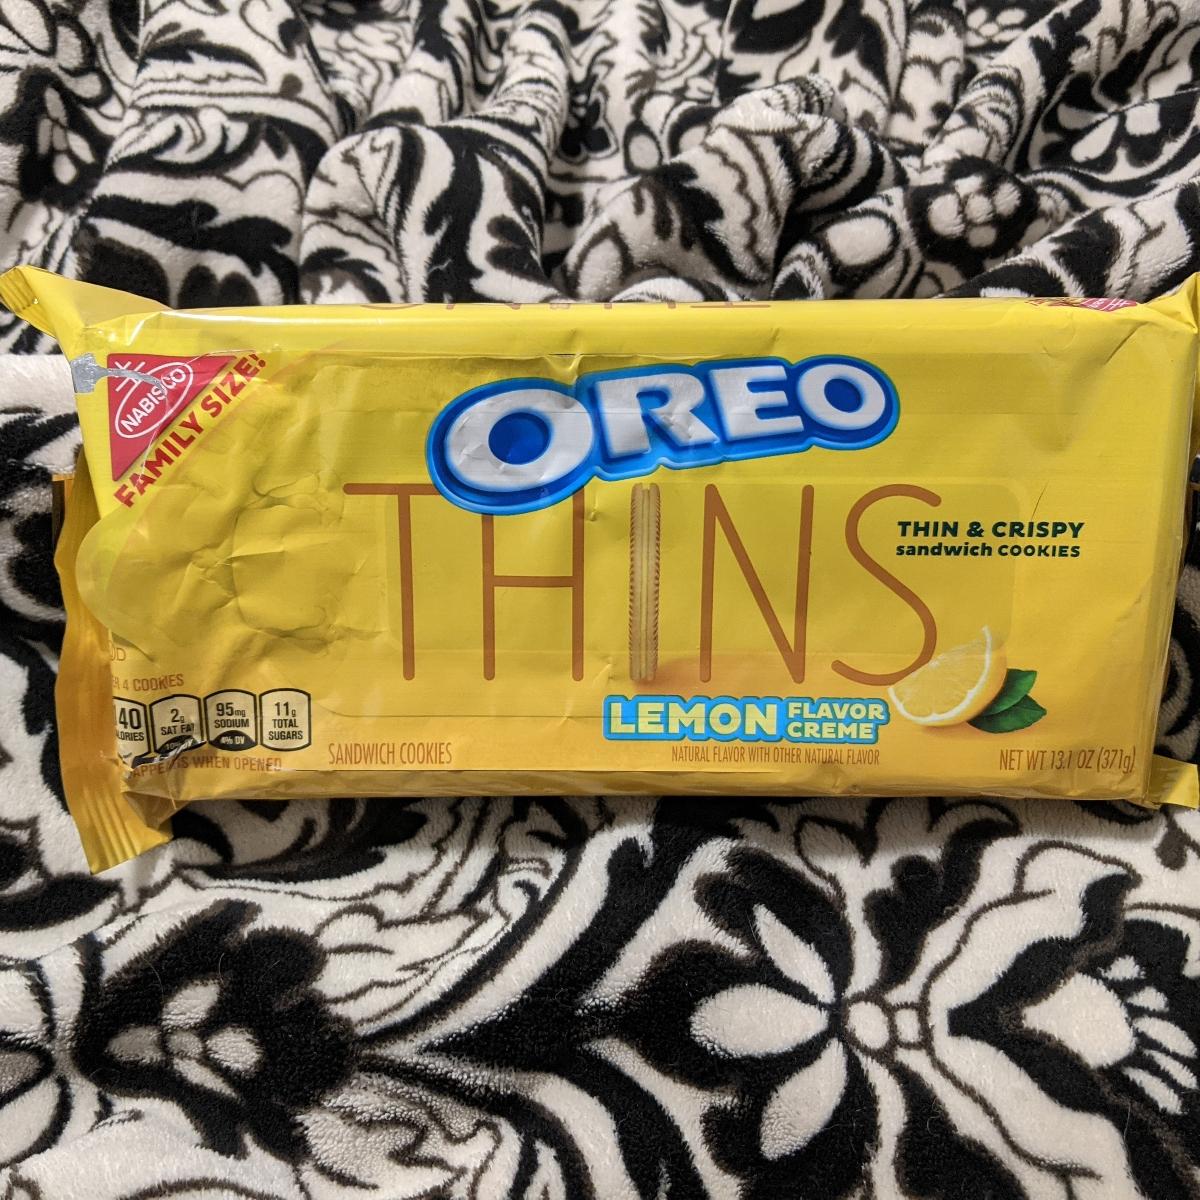 NABISCO
FAMILY SIZE!
OREO
THINS
THIN & CRISPY
sandwich COOKIES
LEMON FLAVOR CREME
NATURAL FLAVOR WITH OTHER NATURAL FLAVOR
4 COOKIES
2g SAT FAT
95mg SODIUM 4% DV
11g TOTAL SUGARS
WHEN OPENED
SANDWICH COOKIES
NET WT 13.1 OZ (371g)